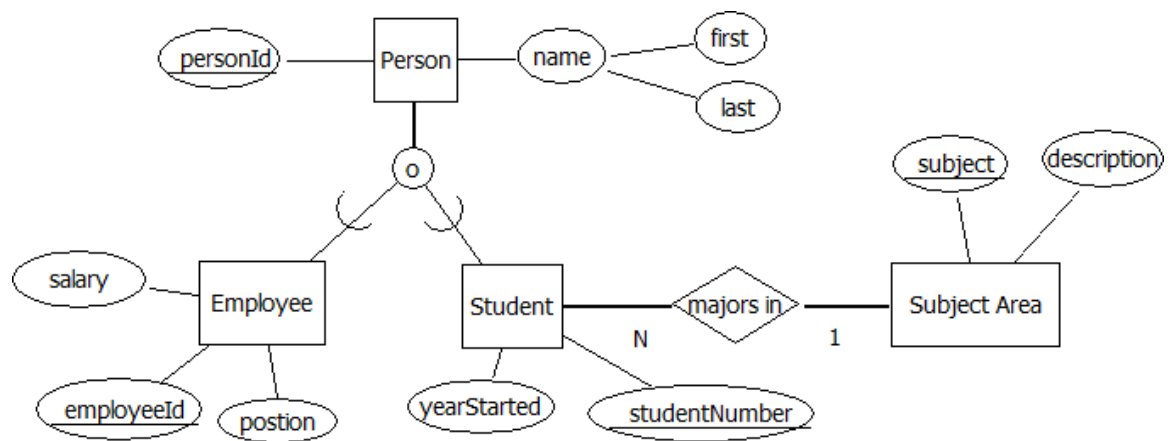 first
personId
Person
name
last
o
subject
description
salary
Employee
Student
majors in
Subject Area
N
1
employeeId
postion
yearStarted
studentNumber